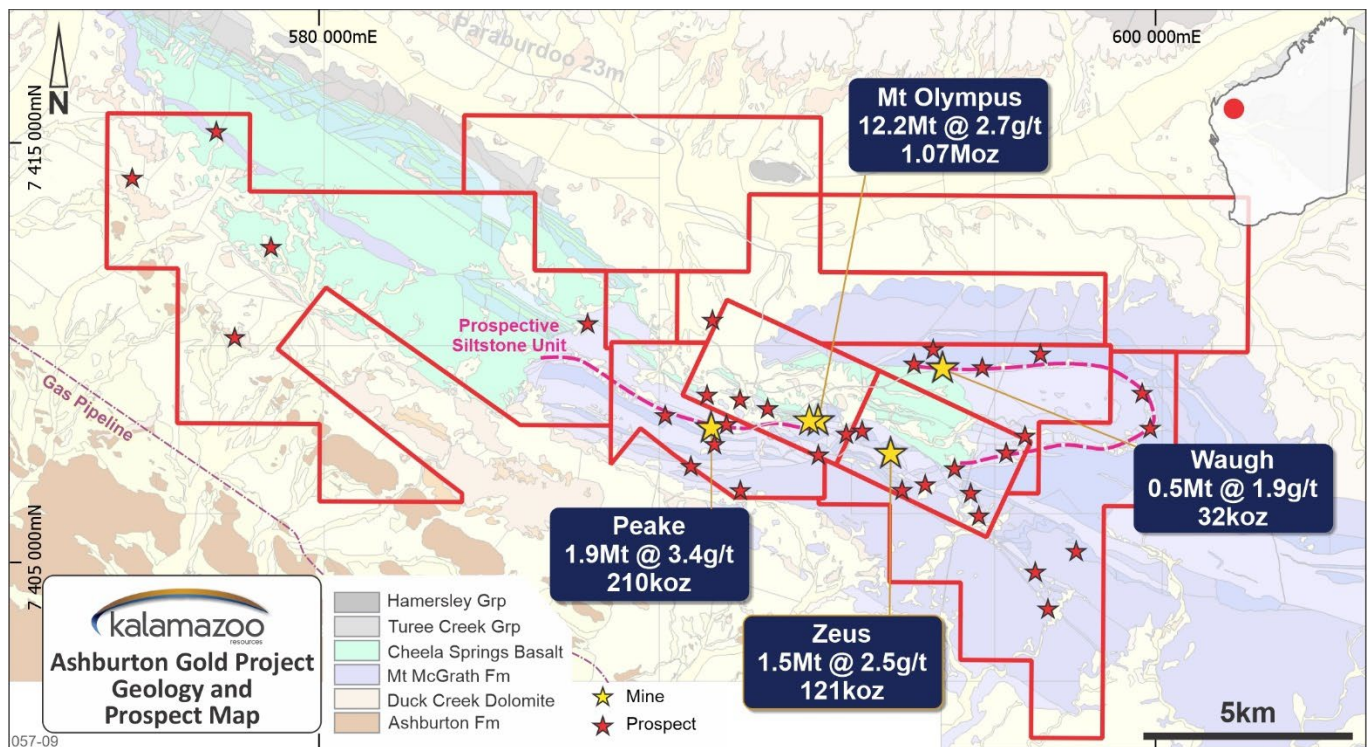 580 000mE
600 000mE
Paraburdoo 23m
N
7 415 000mN
Mt Olympus
12.2Mt @ 2.7g/t
1.07Moz
Prospective
Siltstone Unit
Gas Pipeline
Waugh
0.5Mt @ 1.9g/t
32koz
Peake
1.9Mt @ 3.4g/t
210koz
7 405 000mN
Zeus
1.5Mt @ 2.5g/t
121koz
kalamazoo
resources
Ashburton Gold Project
Geology and
Prospect Map
Hamersley Grp
Turee Creek Grp
Cheela Springs Basalt
Mt McGrath Fm
Duck Creek Dolomite
Ashburton Fm
Mine
Prospect
5km
057-09